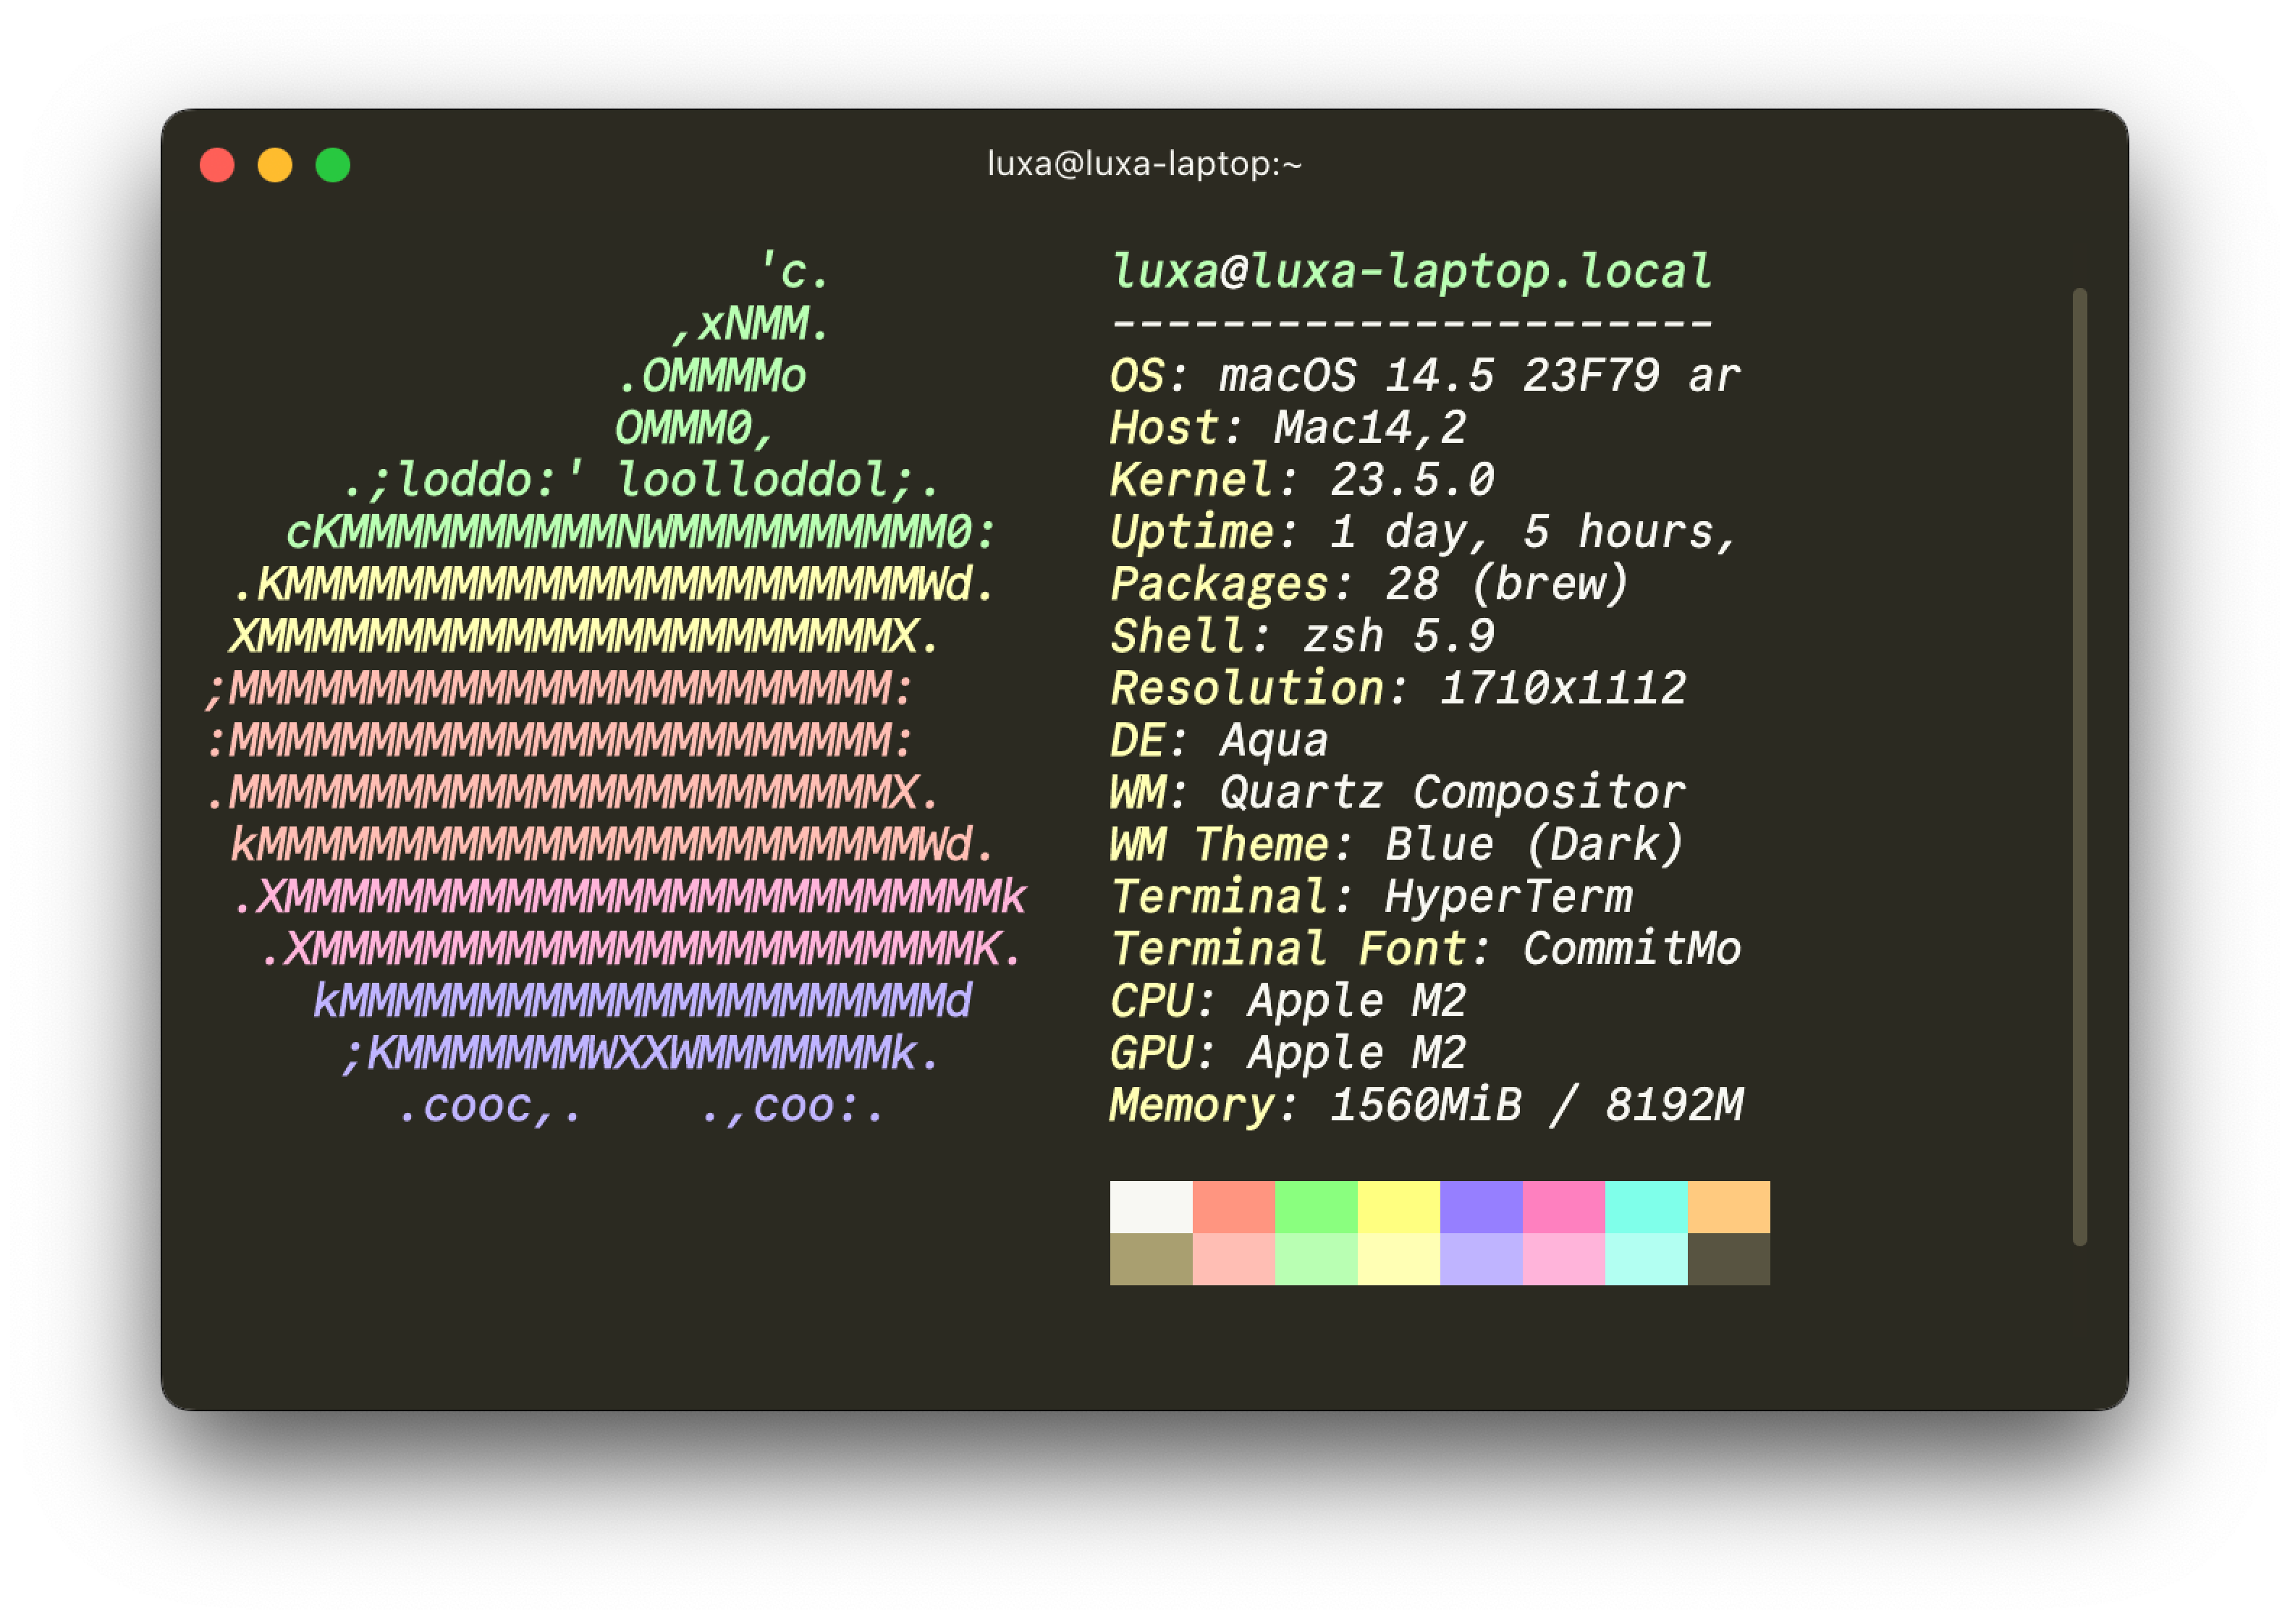 luxa@luxa-laptop:~
'c.
,xNMM.
.OMMMMo
OMMM0,
.;loddo:' loolloddol;.
cKMMMMMMMMMMNWMMMMMMMMMM0:
.KMMMMMMMMMMMMMMMMMMMMMMMWd.
XMMMMMMMMMMMMMMMMMMMMMMMX.
;MMMMMMMMMMMMMMMMMMMMMMMM:
:MMMMMMMMMMMMMMMMMMMMMMMM:
.MMMMMMMMMMMMMMMMMMMMMMMMX.
kMMMMMMMMMMMMMMMMMMMMMMMMWd.
.XMMMMMMMMMMMMMMMMMMMMMMMMMMk
.XMMMMMMMMMMMMMMMMMMMMMMMMK.
kMMMMMMMMMMMMMMMMMMMMMMd
;KMMMMMMMWXXWMMMMMMMk.
.cooc,.    .,coo:.
luxa@luxa-laptop.local
----------------------
OS: macOS 14.5 23F79 ar
Host: Mac14,2
Kernel: 23.5.0
Uptime: 1 day, 5 hours,
Packages: 28 (brew)
Shell: zsh 5.9
Resolution: 1710x1112
DE: Aqua
WM: Quartz Compositor
WM Theme: Blue (Dark)
Terminal: HyperTerm
Terminal Font: CommitMo
CPU: Apple M2
GPU: Apple M2
Memory: 1560MiB / 8192M